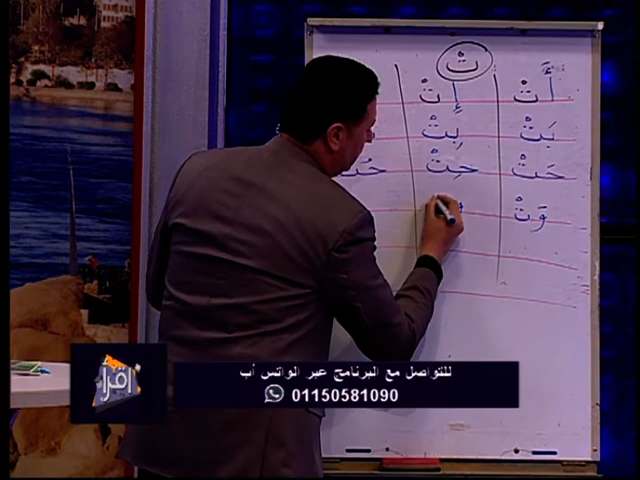 ثْ
أَثْ إِثْ
بَثْ بِثْ
حَثْ حِثْ حُث
وَثْ
اقرأ
للتواصل مع البرنامج عبر الواتس أب
01150581090